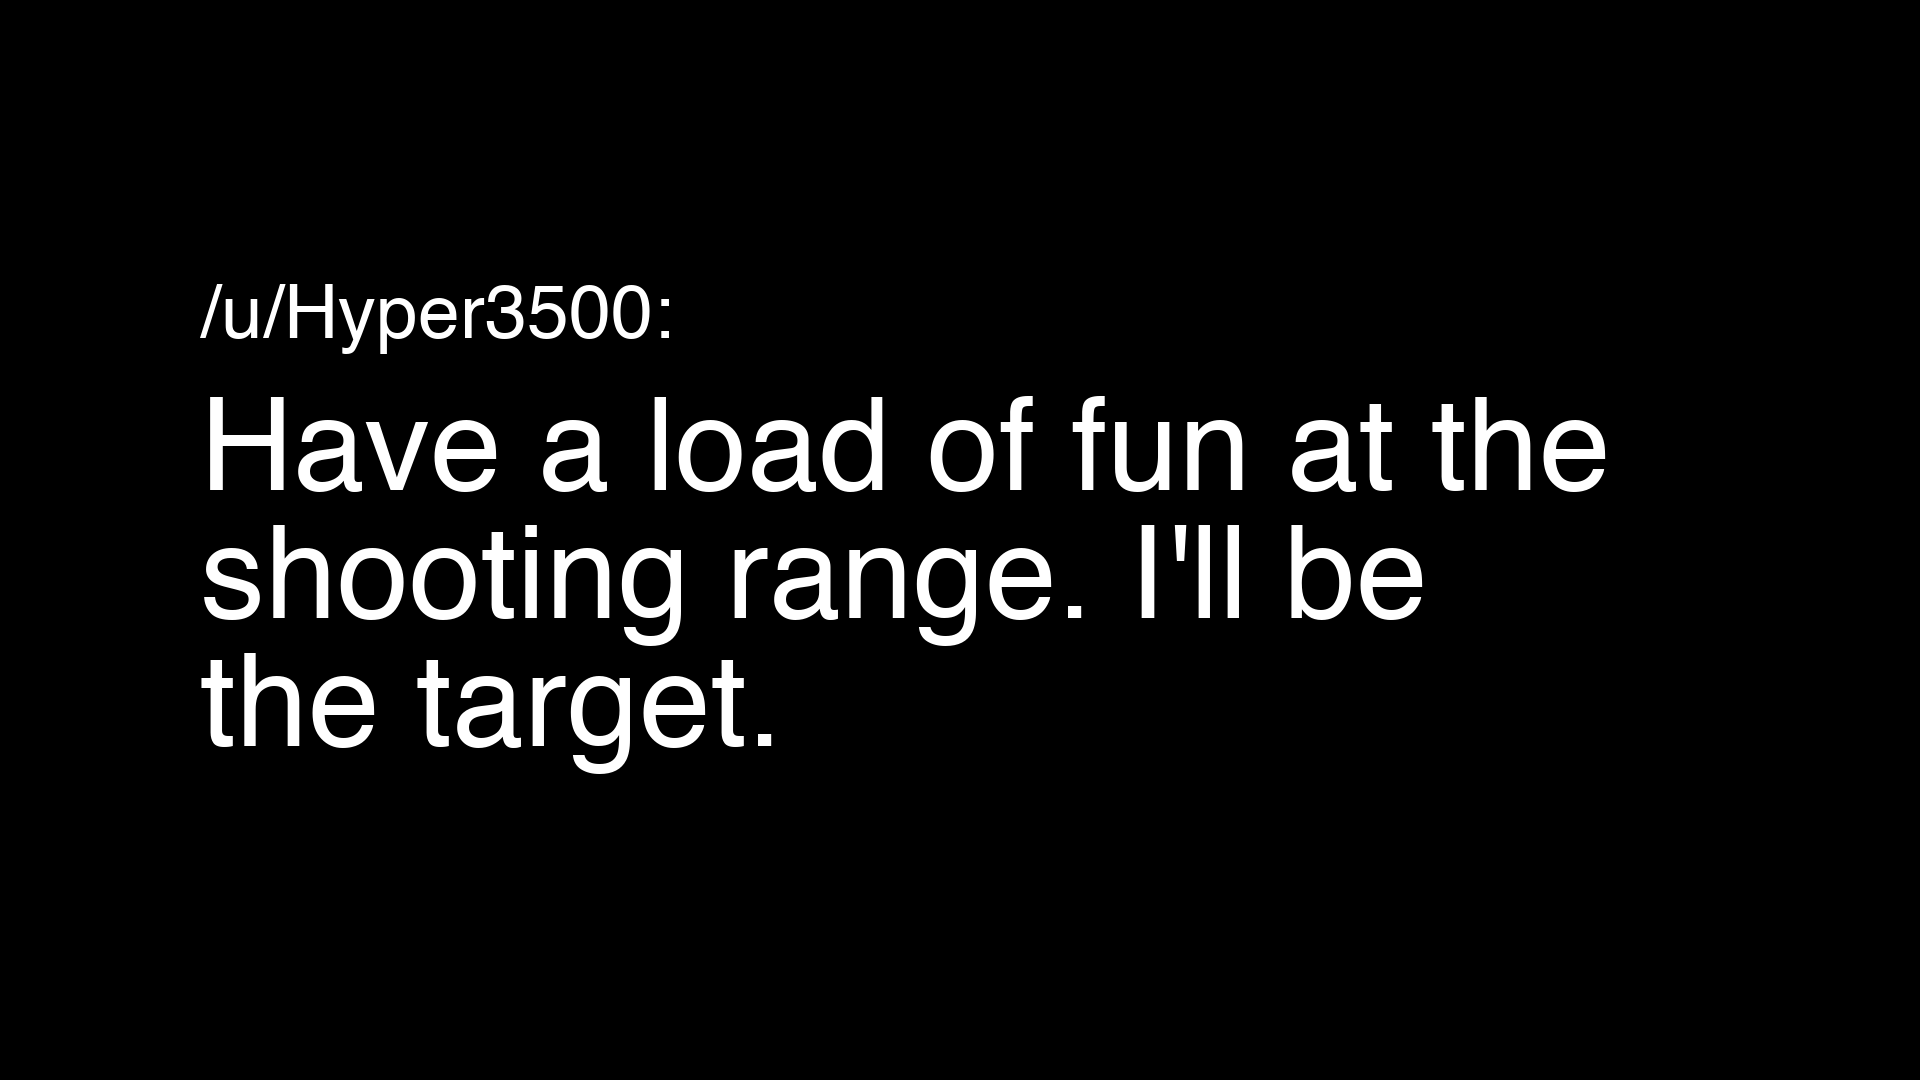 /u/Hyper3500:
Have a load of fun at the
shooting range. I'll be
the target.